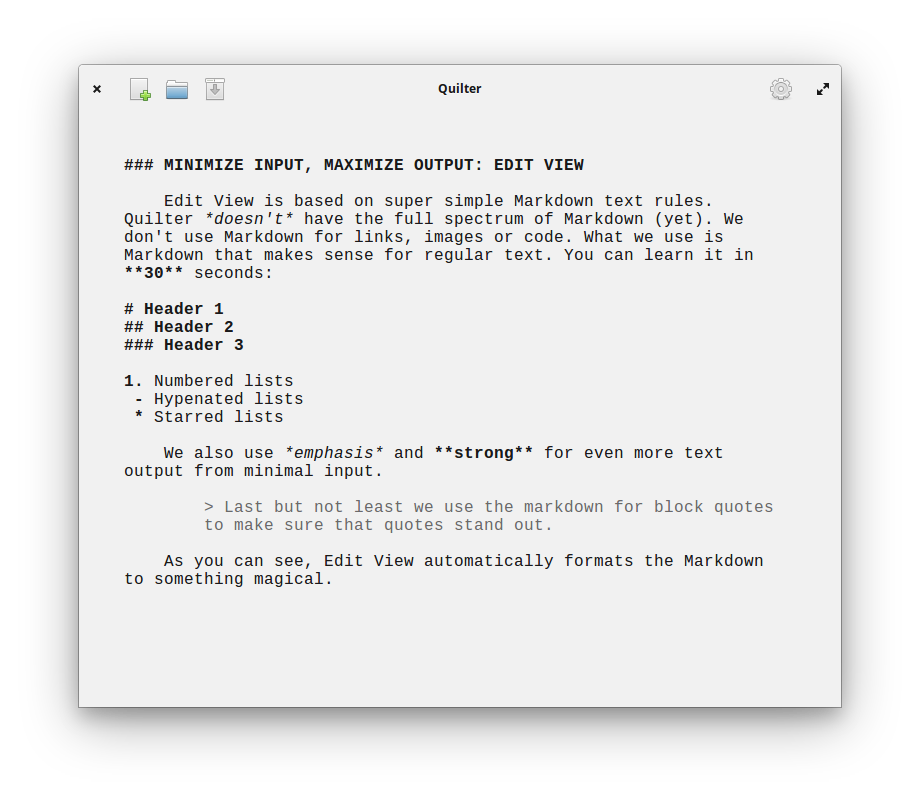 Quilter
### MINIMIZE INPUT, MAXIMIZE OUTPUT: EDIT VIEW
Edit View is based on super simple Markdown text rules.
Quilter *doesn't* have the full spectrum of Markdown (yet). We
don't use Markdown for links, images or code. What we use is
Markdown that makes sense for regular text. You can learn it in
**30** seconds:
# Header 1
## Header 2
### Header 3
1. Numbered lists
- Hypenated lists
* Starred lists
We also use *emphasis* and **strong** for even more text
output from minimal input.
> Last but not least we use the markdown for block quotes
to make sure that quotes stand out.
As you can see, Edit View automatically formats the Markdown
to something magical.